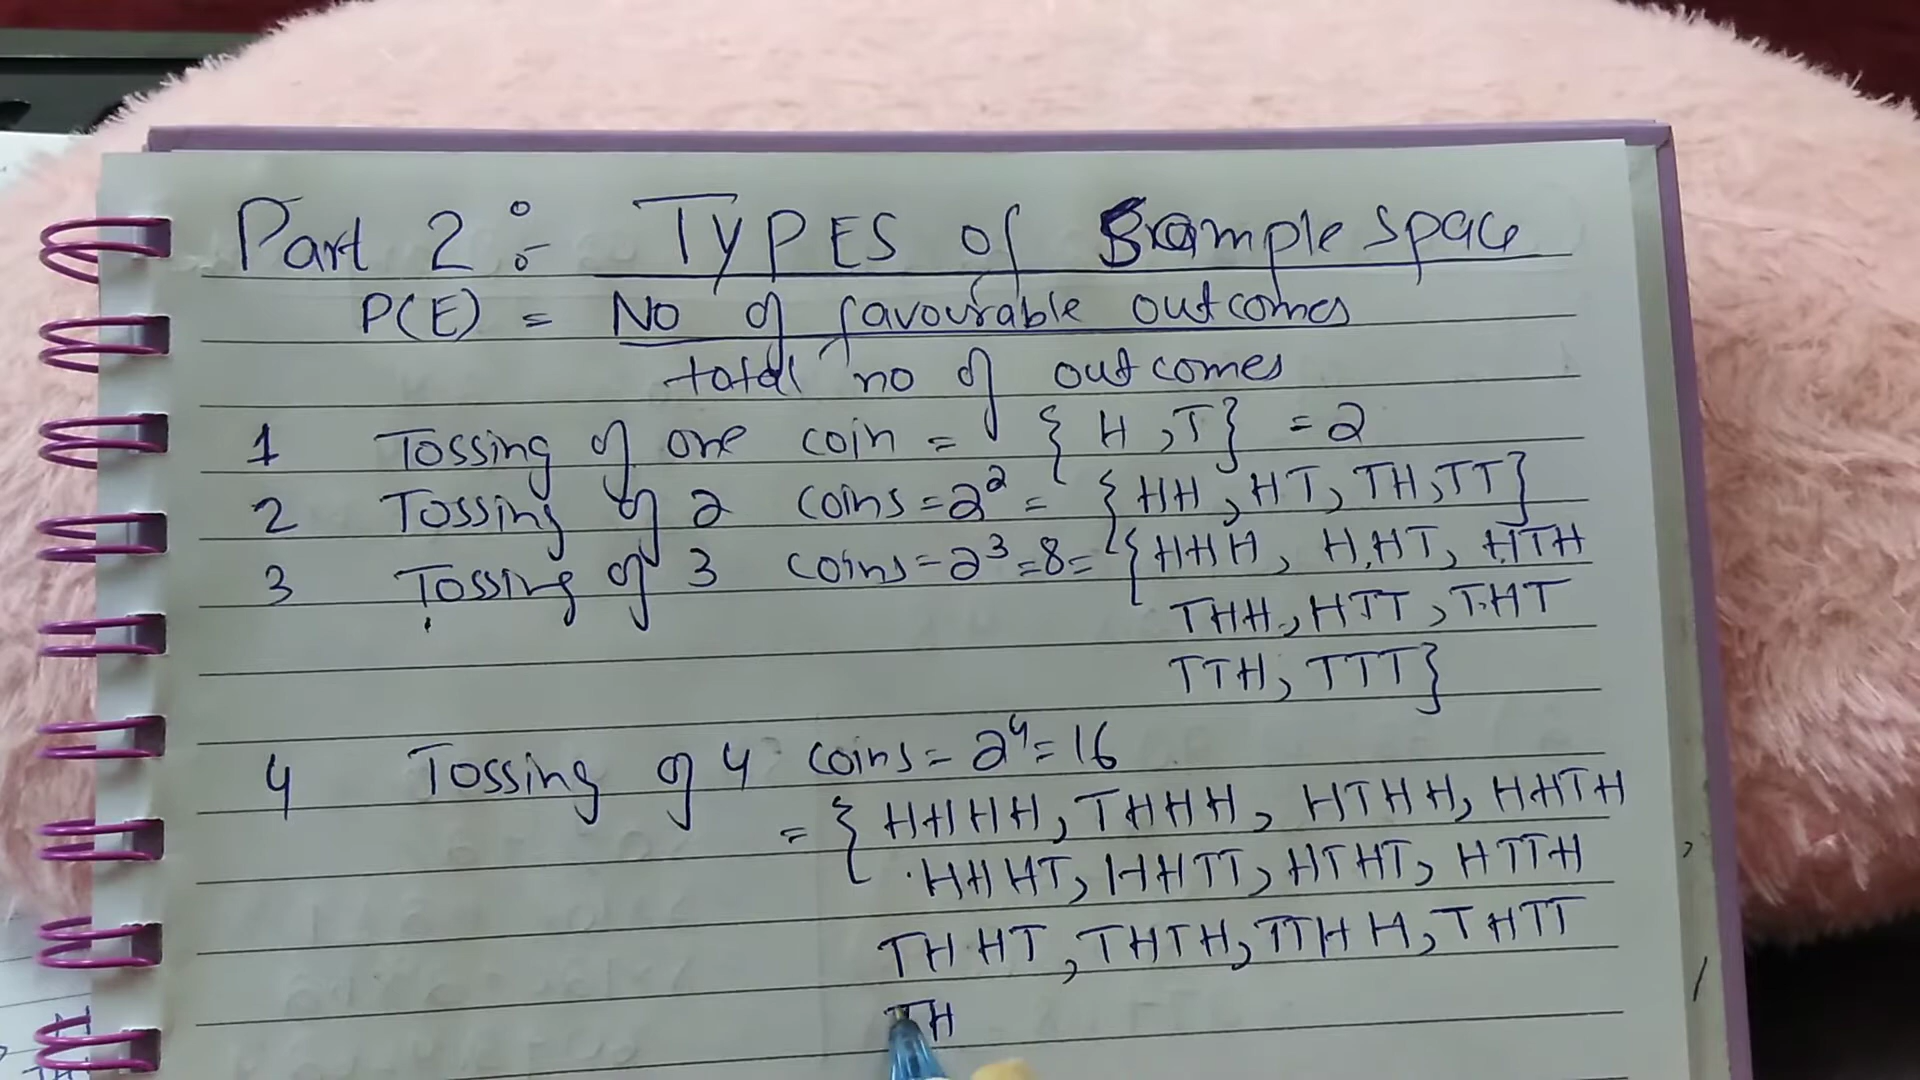 Part 2 : TYPES of Sample space
P(E) = No of favourable outcomes
total no of outcomes
1 Tossing of one coin = { H , T } = 2
2 Tossing of 2 coins = 2² = { HH , HT , TH , TT }
3 Tossing of 3 coins = 2³ = 8 = { HHH , HHT , HTH
THH , HTT , THT
TTH , TTT }
4 Tossing of 4 coins = 2⁴ = 16
= { HHHH , THHH , HTHH , HHTH
HHHT , HHTT , HTHT , HTTH
THHT , THTH , TTHH , THTT
TH